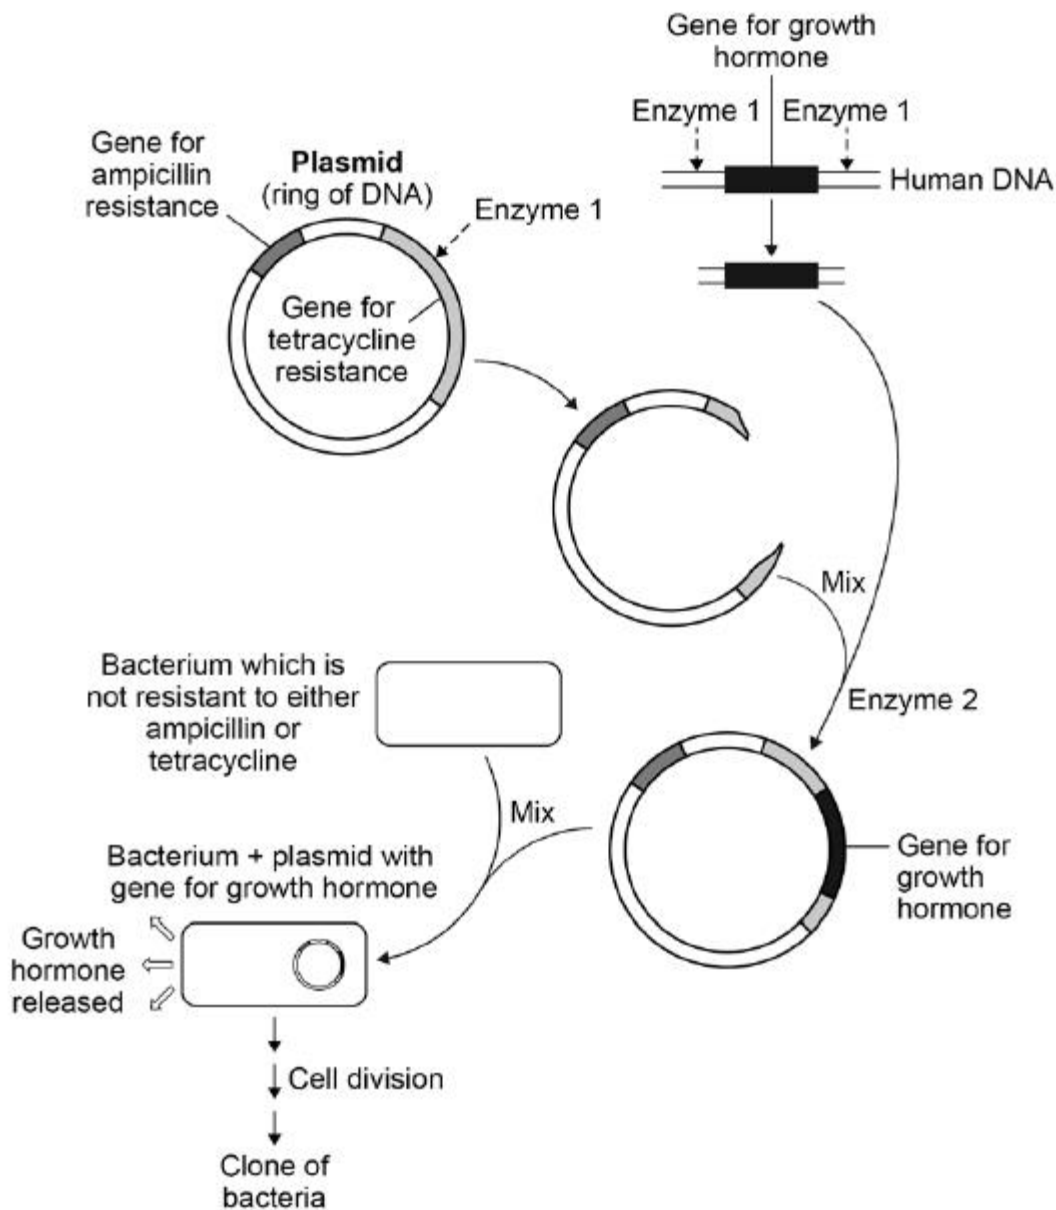 Gene for growth
hormone
Enzyme 1
Enzyme 1
Human DNA
Gene for
ampicillin
resistance
Plasmid
(ring of DNA)
Enzyme 1
Gene for
tetracycline
resistance
Mix
Enzyme 2
Bacterium which is
not resistant to either
ampicillin or
tetracycline
Mix
Gene for
growth
hormone
Bacterium + plasmid with
gene for growth hormone
Growth
hormone
released
Cell division
Clone of
bacteria